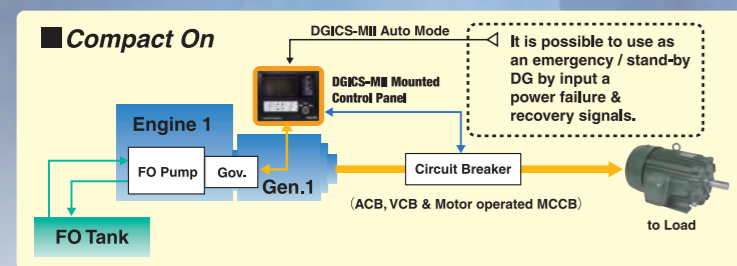 ■Compact On
DGICS-MII Auto Mode
It is possible to use as
an emergency / stand-by
DG by input a
power failure &
recovery signals.
DGICS-MII Mounted
Control Panel
Engine 1
FO Pump
Gov.
Gen.1
Circuit Breaker
(ACB, VCB & Motor operated MCCB)
to Load
FO Tank